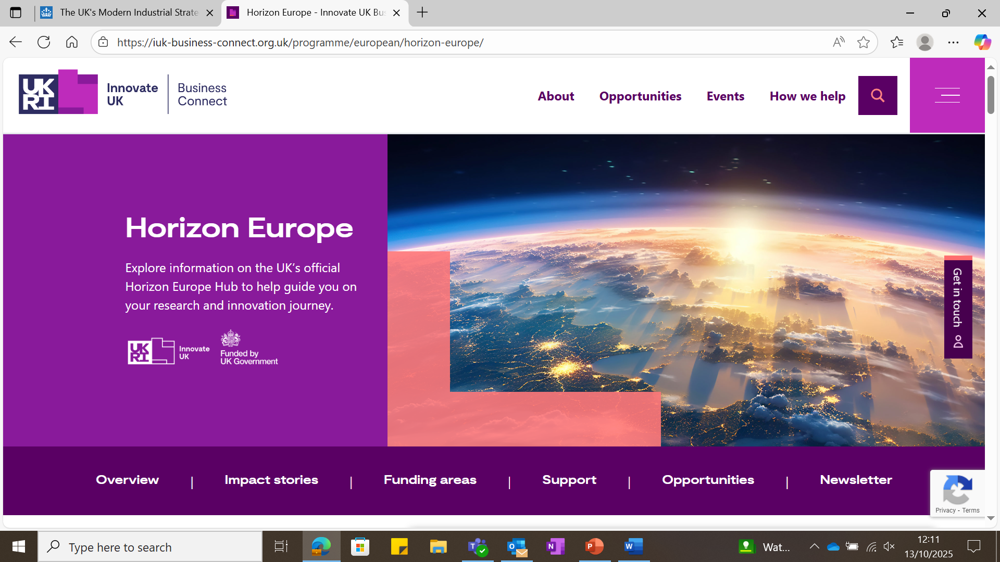 The UK's Modern Industrial Strate
Horizon Europe - Innovate UK Bus
https://iuk-business-connect.org.uk/programme/european/horizon-europe/
UK
RI
Innovate
UK
Business
Connect
About
Opportunities
Events
How we help
Horizon Europe
Explore information on the UK’s official
Horizon Europe Hub to help guide you on
your research and innovation journey.
UK
RI
Innovate
UK
Funded by
UK Government
Get in touch
Overview
Impact stories
Funding areas
Support
Opportunities
Newsletter
Privacy - Terms
Type here to search
Wat...
12:11
13/10/2025